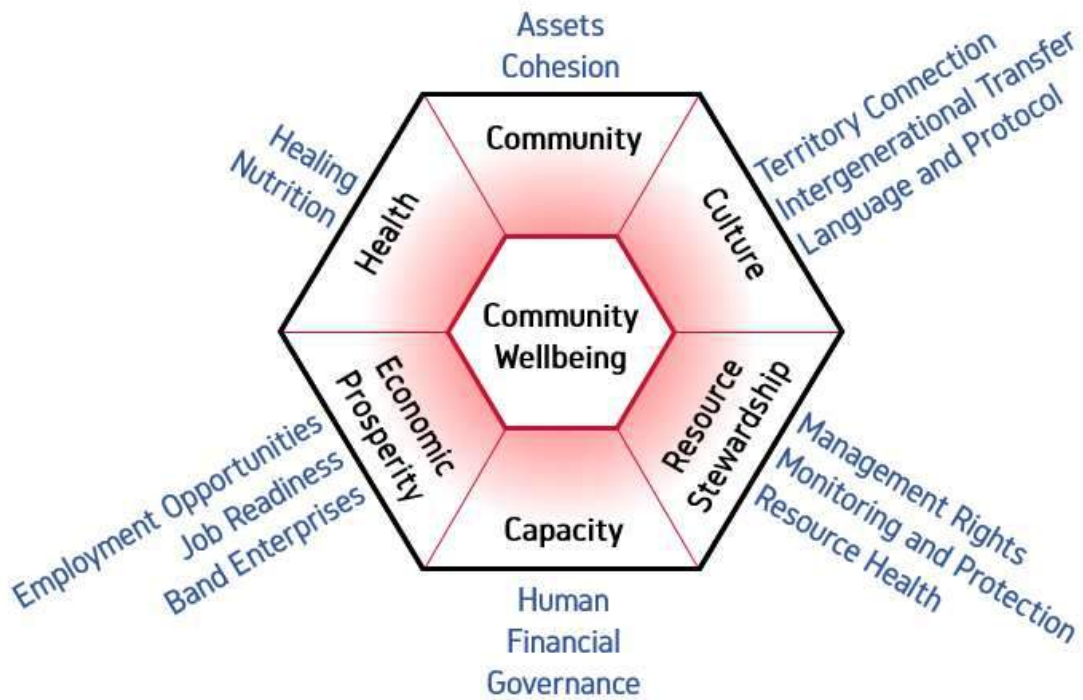 Assets
Cohesion
Community
Healing
Nutrition
Health
Territory Connection
Intergenerational Transfer
Language and Protocol
Culture
Community
Wellbeing
Economic
Prosperity
Employment Opportunities
Job Readiness
Band Enterprises
Resource
Stewardship
Management Rights
Monitoring and Protection
Resource Health
Capacity
Human
Financial
Governance